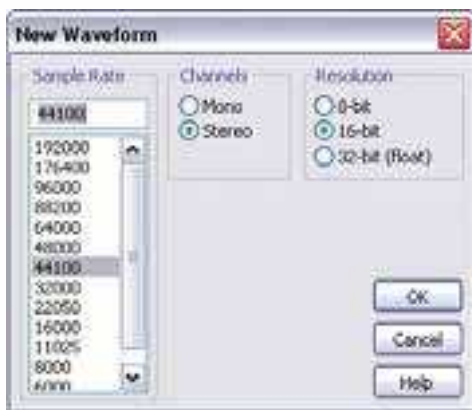 New Waveform
Sample Rate
44100
192000
176400
96000
88200
64000
48000
44100
32000
22050
16000
11025
8000
6000
Channels
Mono
Stereo
Resolution
8-bit
16-bit
32-bit (float)
OK
Cancel
Help